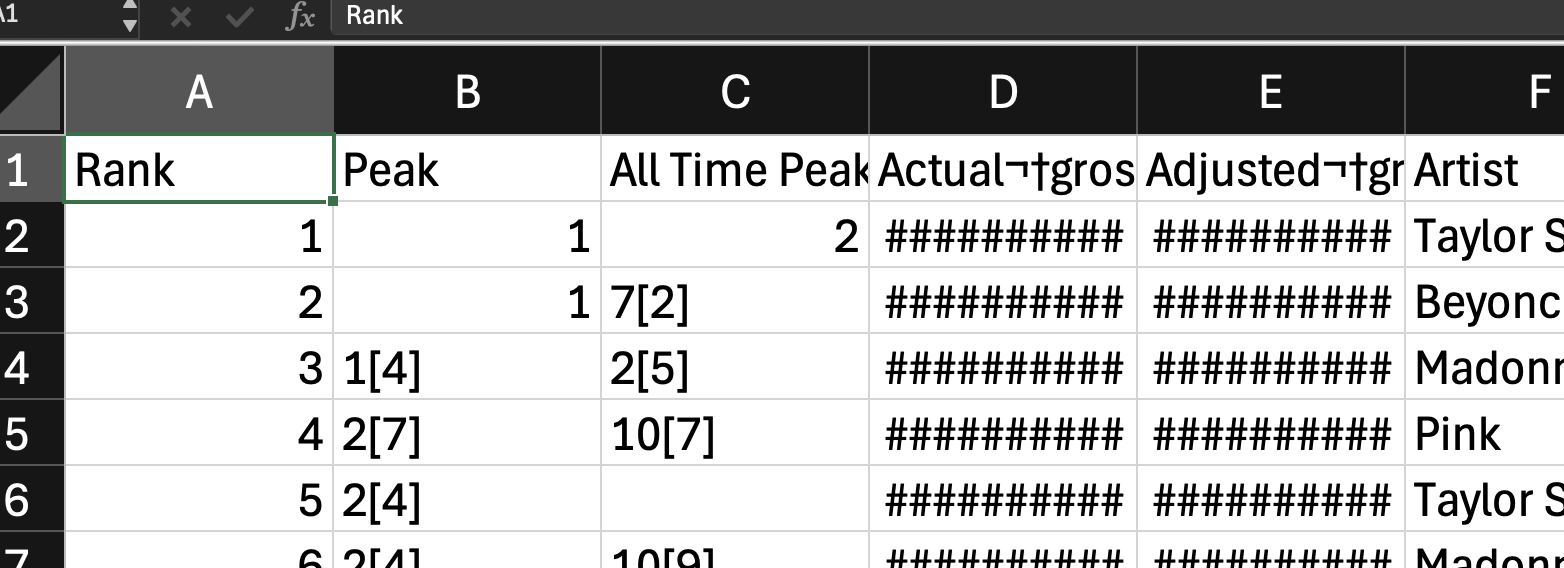 A1 fx Rank
A B C D E F
1 Rank Peak All Time Peak Actual¬†gros Adjusted¬†gr Artist
2 1 1 2 ########## ########## Taylor S
3 2 1 7[2] ########## ########## Beyonc
4 3 1[4] 2[5] ########## ########## Madonn
5 4 2[7] 10[7] ########## ########## Pink
6 5 2[4] ########## ########## Taylor S
7 6 2[4] 10[9] ########## ########## Madonn